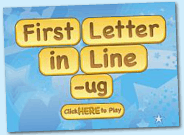 First Letter
in Line
-ug
Click HERE to Play